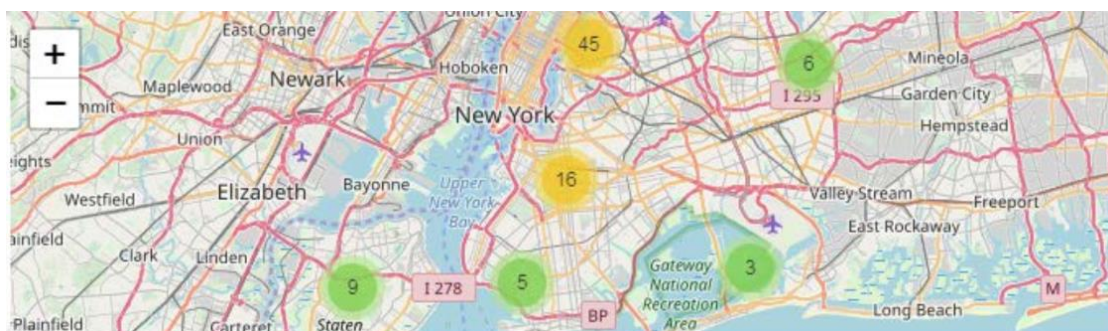 Union City
45
+
East Orange
6
Mineola
Hoboken
Newark
Maplewood
I 295
Garden City
−
New York
Hempstead
Union
16
Elizabeth
Bayonne
Upper
New York
Bay
Valley Stream
Westfield
Freeport
East Rockaway
Clark
Linden
Gateway
National
Recreation
Area
3
5
9
I 278
M
BP
Long Beach
Plainfield
Carteret
Staten